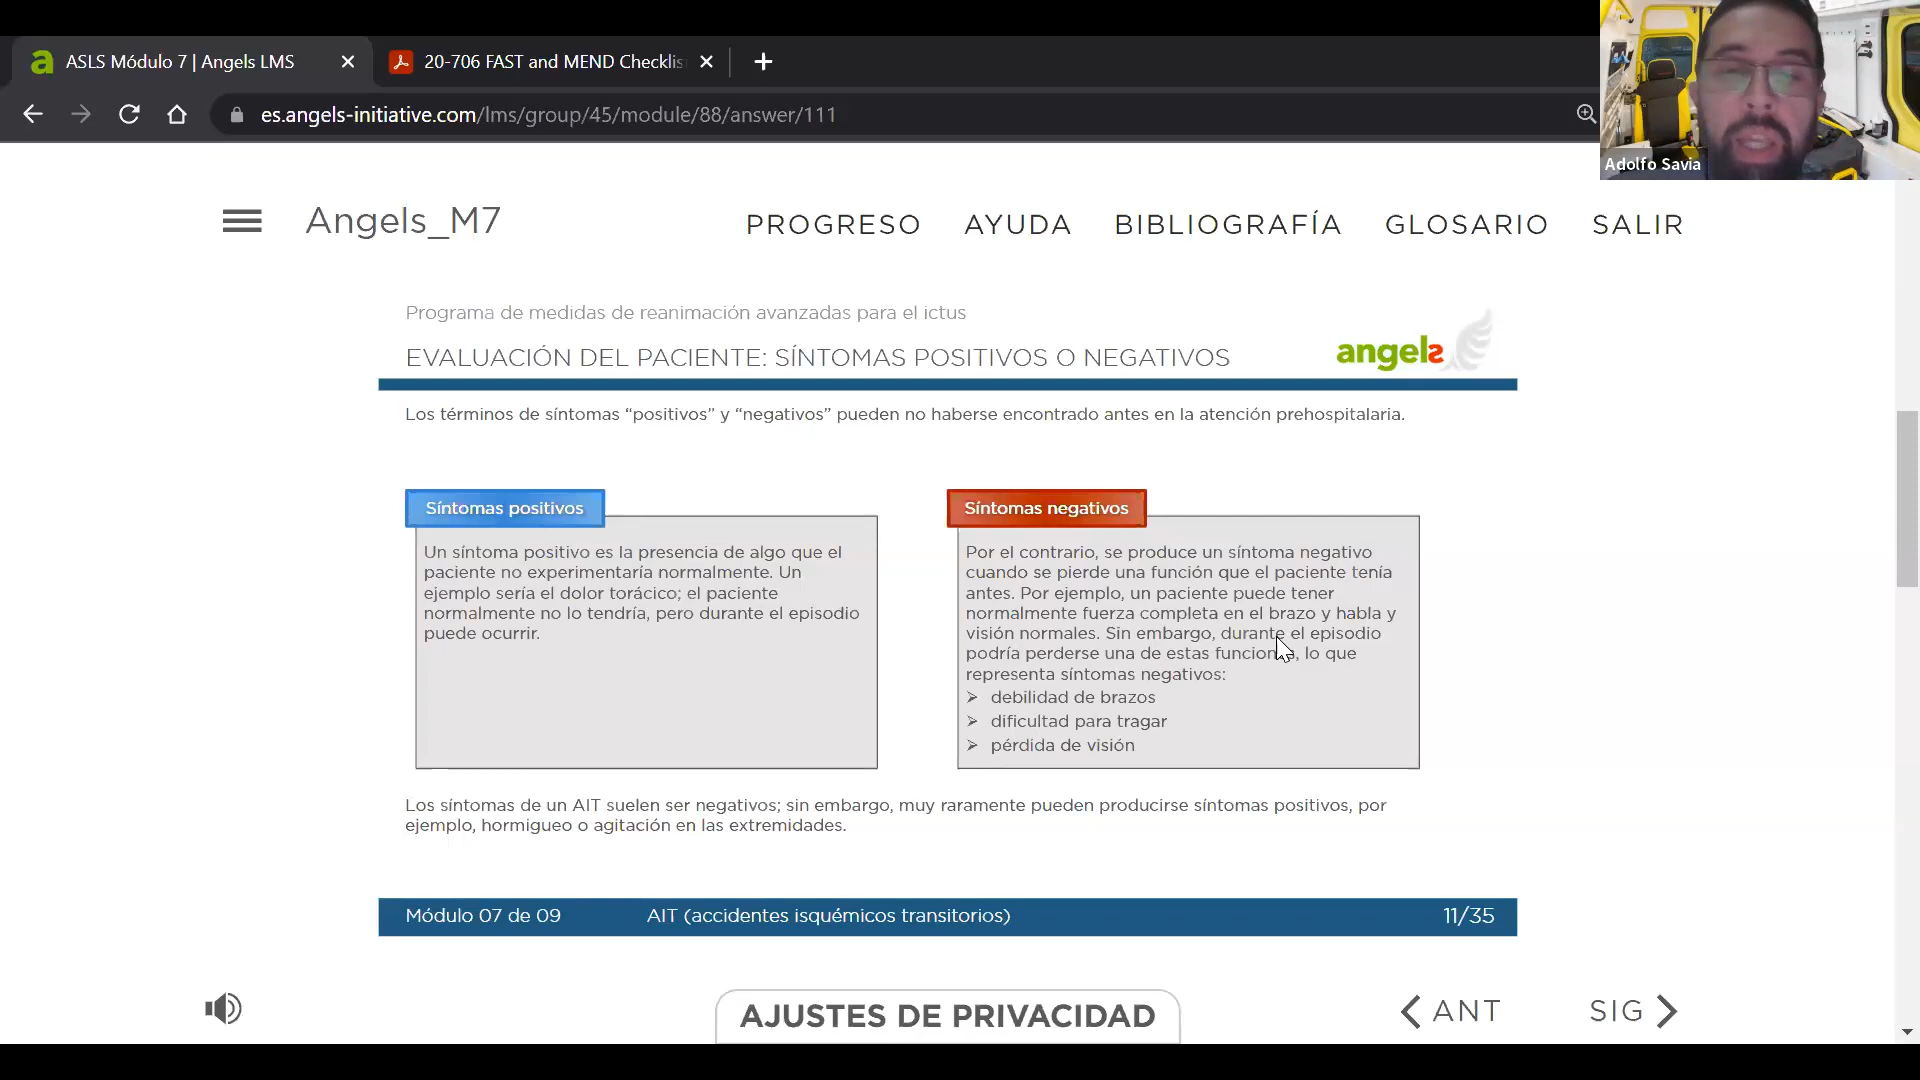 ASLS Módulo 7 | Angels LMS
20-706 FAST and MEND Checklis
es.angels-initiative.com/lms/group/45/module/88/answer/111
Adolfo Savia
Angels_M7
PROGRESO
AYUDA
BIBLIOGRAFÍA
GLOSARIO
SALIR
Programa de medidas de reanimación avanzadas para el ictus
EVALUACIÓN DEL PACIENTE: SÍNTOMAS POSITIVOS O NEGATIVOS
angels
Los términos de síntomas “positivos” y “negativos” pueden no haberse encontrado antes en la atención prehospitalaria.
Síntomas positivos
Un síntoma positivo es la presencia de algo que el
paciente no experimentaría normalmente. Un
ejemplo sería el dolor torácico; el paciente
normalmente no lo tendría, pero durante el episodio
puede ocurrir.
Síntomas negativos
Por el contrario, se produce un síntoma negativo
cuando se pierde una función que el paciente tenía
antes. Por ejemplo, un paciente puede tener
normalmente fuerza completa en el brazo y habla y
visión normales. Sin embargo, durante el episodio
podría perderse una de estas funciones, lo que
representa síntomas negativos:
➢ debilidad de brazos
➢ dificultad para tragar
➢ pérdida de visión
Los síntomas de un AIT suelen ser negativos; sin embargo, muy raramente pueden producirse síntomas positivos, por
ejemplo, hormigueo o agitación en las extremidades.
Módulo 07 de 09
AIT (accidentes isquémicos transitorios)
11/35
AJUSTES DE PRIVACIDAD
ANT
SIG